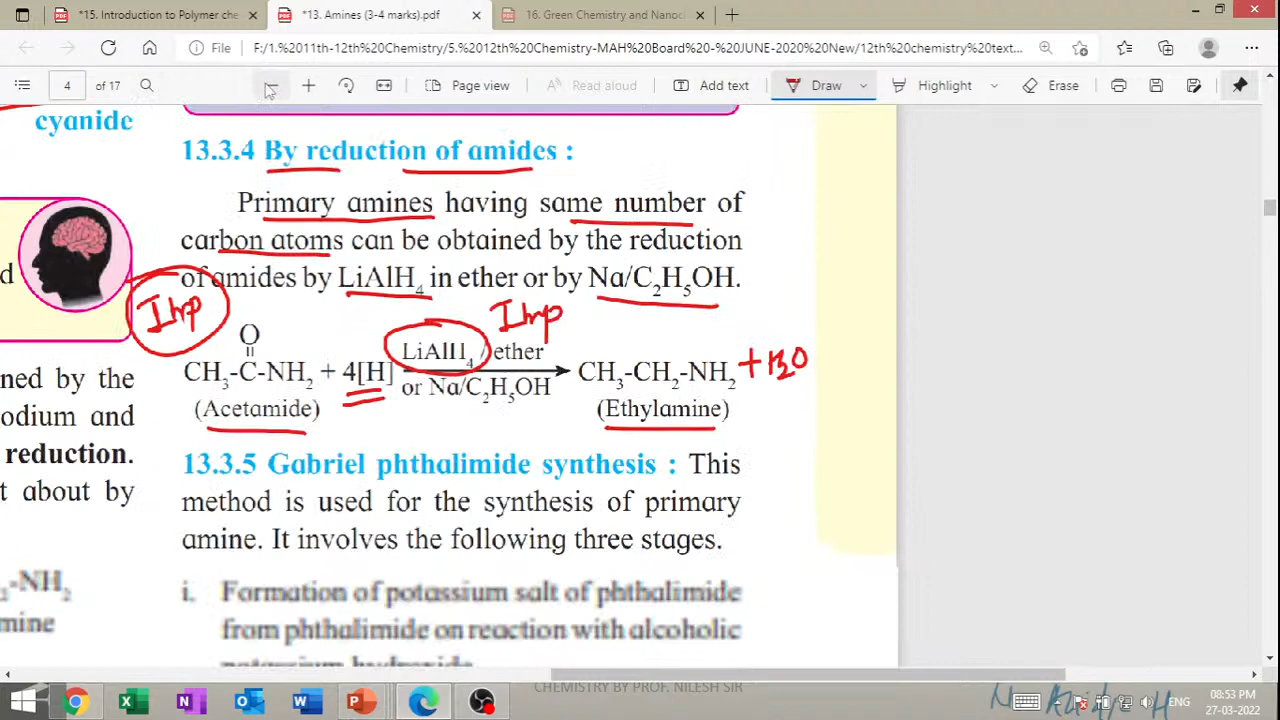 *15. Introduction to Polymer che
*13. Amines (3-4 marks).pdf
16. Green Chemistry and Nanoc
File
F:/1.%2011th-12th%20Chemistry/5.%2012th%20Chemistry-MAH%20Board%20-%20JUNE-2020%20New/12th%20chemistry%20text...
4 of 17
Page view
Read aloud
Add text
Draw
Highlight
Erase
cyanide
ned by the
odium and
reduction.
t about by
-NH2
mine
13.3.4 By reduction of amides :
Primary amines having same number of
carbon atoms can be obtained by the reduction
of amides by LiAlH4 in ether or by Na/C2H5OH.
Imp
Imp
O
CH3-C-NH2 + 4[H] LiAlH4 / ether CH3-CH2-NH2 + H2O
or Na/C2H5OH
(Acetamide) (Ethylamine)
13.3.5 Gabriel phthalimide synthesis : This
method is used for the synthesis of primary
amine. It involves the following three stages.
i. Formation of potassium salt of phthalimide
from phthalimide on reaction with alcoholic
potassium hydroxide.
CHEMISTRY BY PROF. NILESH SIR
08:53 PM
27-03-2022